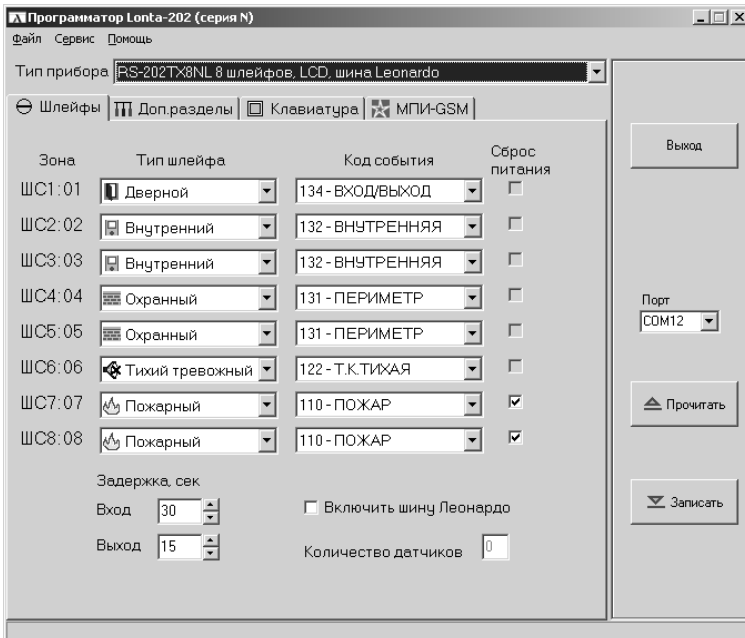 Программатор Lonta-202 (серия N)
Файл Сервис Помощь
Тип прибора RS-202TX8NL 8 шлейфов, LCD, шина Leonardo
Шлейфы Доп.разделы Клавиатура МПИ-GSM
Зона Тип шлейфа Код события Сброс питания
ШС1:01 Дверной 134 - ВХОД/ВЫХОД
ШС2:02 Внутренний 132 - ВНУТРЕННЯЯ
ШС3:03 Внутренний 132 - ВНУТРЕННЯЯ
ШС4:04 Охранный 131 - ПЕРИМЕТР
ШС5:05 Охранный 131 - ПЕРИМЕТР
ШС6:06 Тихий тревожный 122 - Т.К.ТИХАЯ
ШС7:07 Пожарный 110 - ПОЖАР
ШС8:08 Пожарный 110 - ПОЖАР
Задержка, сек
Вход 30 Включить шину Леонардо
Выход 15 Количество датчиков 0
Выход
Порт
COM12
Прочитать
Записать